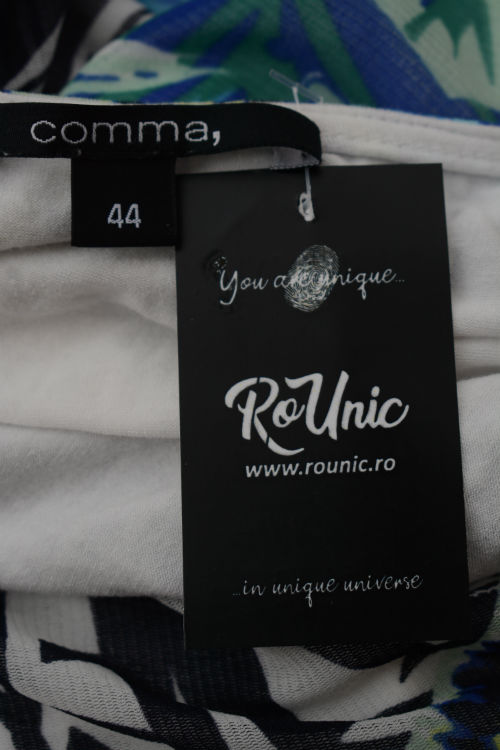 comma,
44
You are unique...
RoUnic
www.rounic.ro
...in unique universe